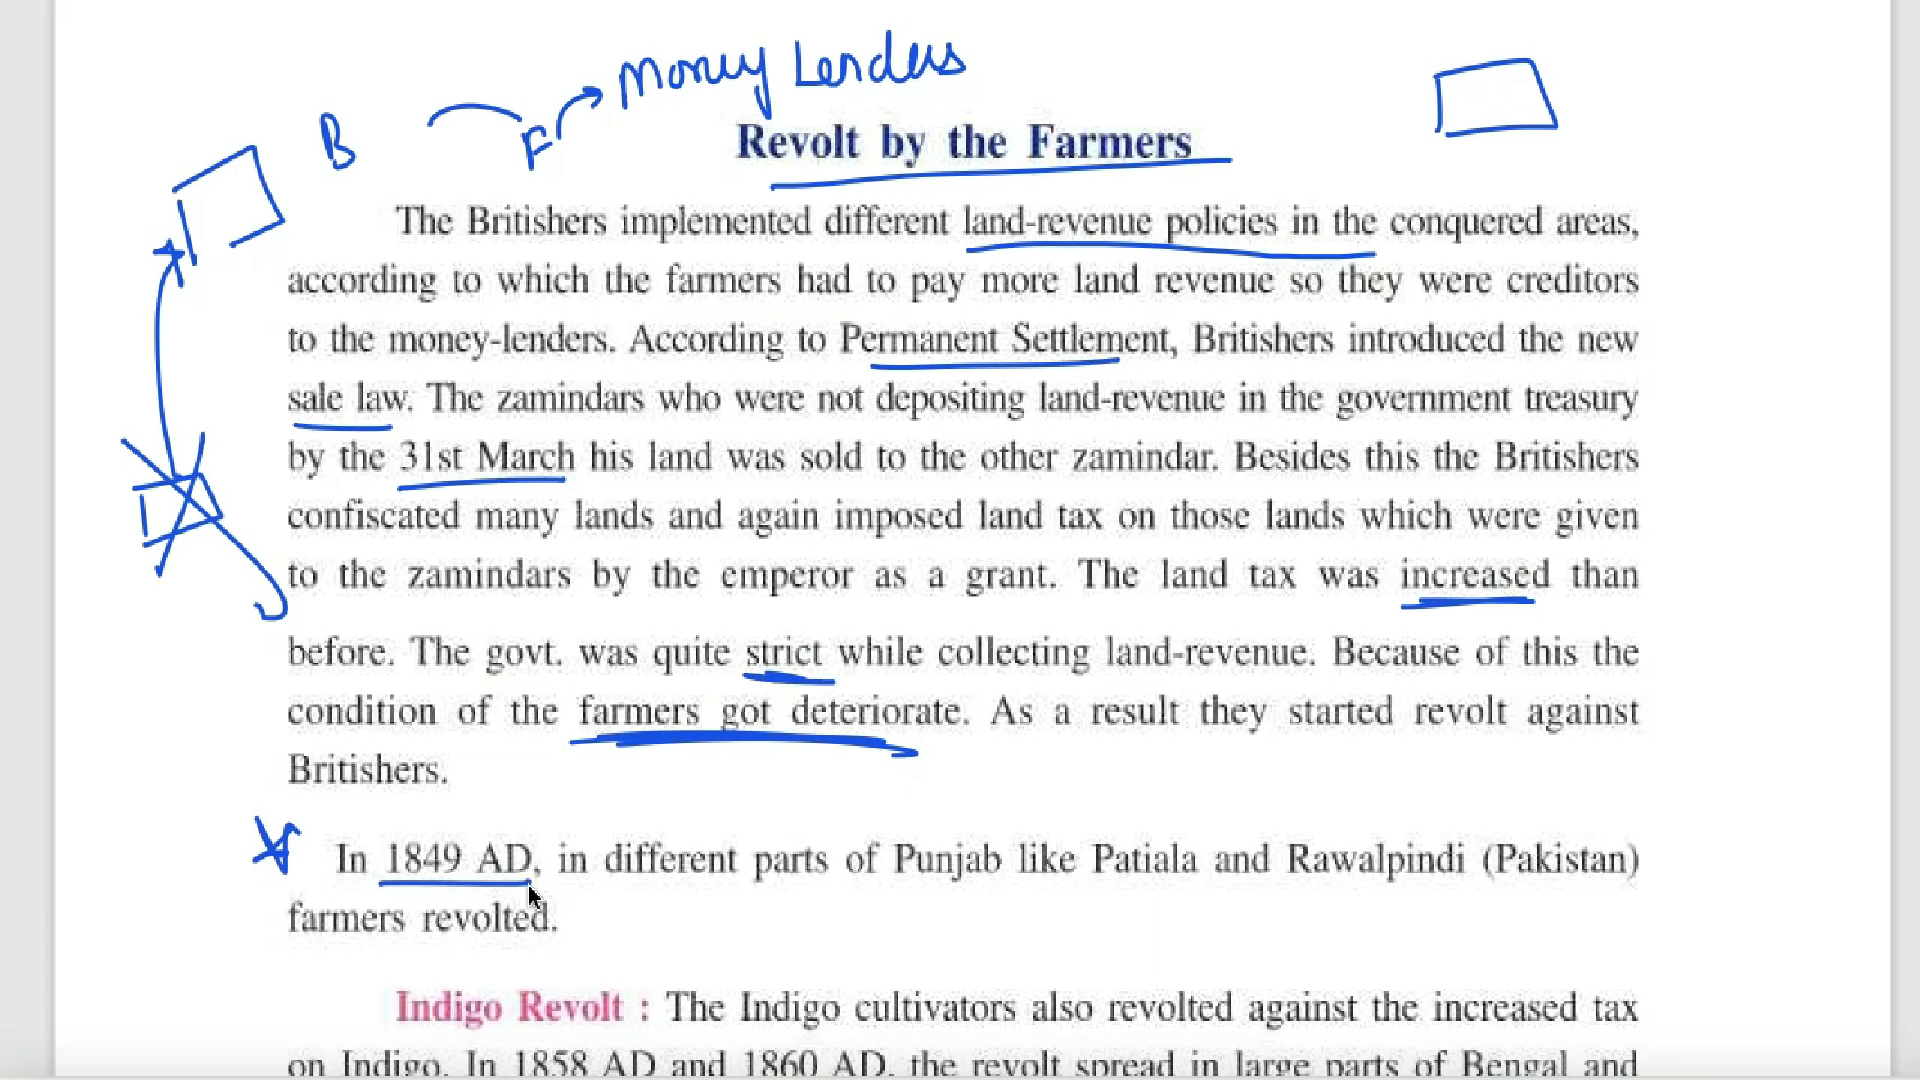 Money Lenders
B F
Revolt by the Farmers
The Britishers implemented different land-revenue policies in the conquered areas,
according to which the farmers had to pay more land revenue so they were creditors
to the money-lenders. According to Permanent Settlement, Britishers introduced the new
sale law. The zamindars who were not depositing land-revenue in the government treasury
by the 31st March his land was sold to the other zamindar. Besides this the Britishers
confiscated many lands and again imposed land tax on those lands which were given
to the zamindars by the emperor as a grant. The land tax was increased than
before. The govt. was quite strict while collecting land-revenue. Because of this the
condition of the farmers got deteriorate. As a result they started revolt against
Britishers.
In 1849 AD, in different parts of Punjab like Patiala and Rawalpindi (Pakistan)
farmers revolted.
Indigo Revolt : The Indigo cultivators also revolted against the increased tax
on Indigo. In 1858 AD and 1860 AD, the revolt spread in large parts of Bengal and